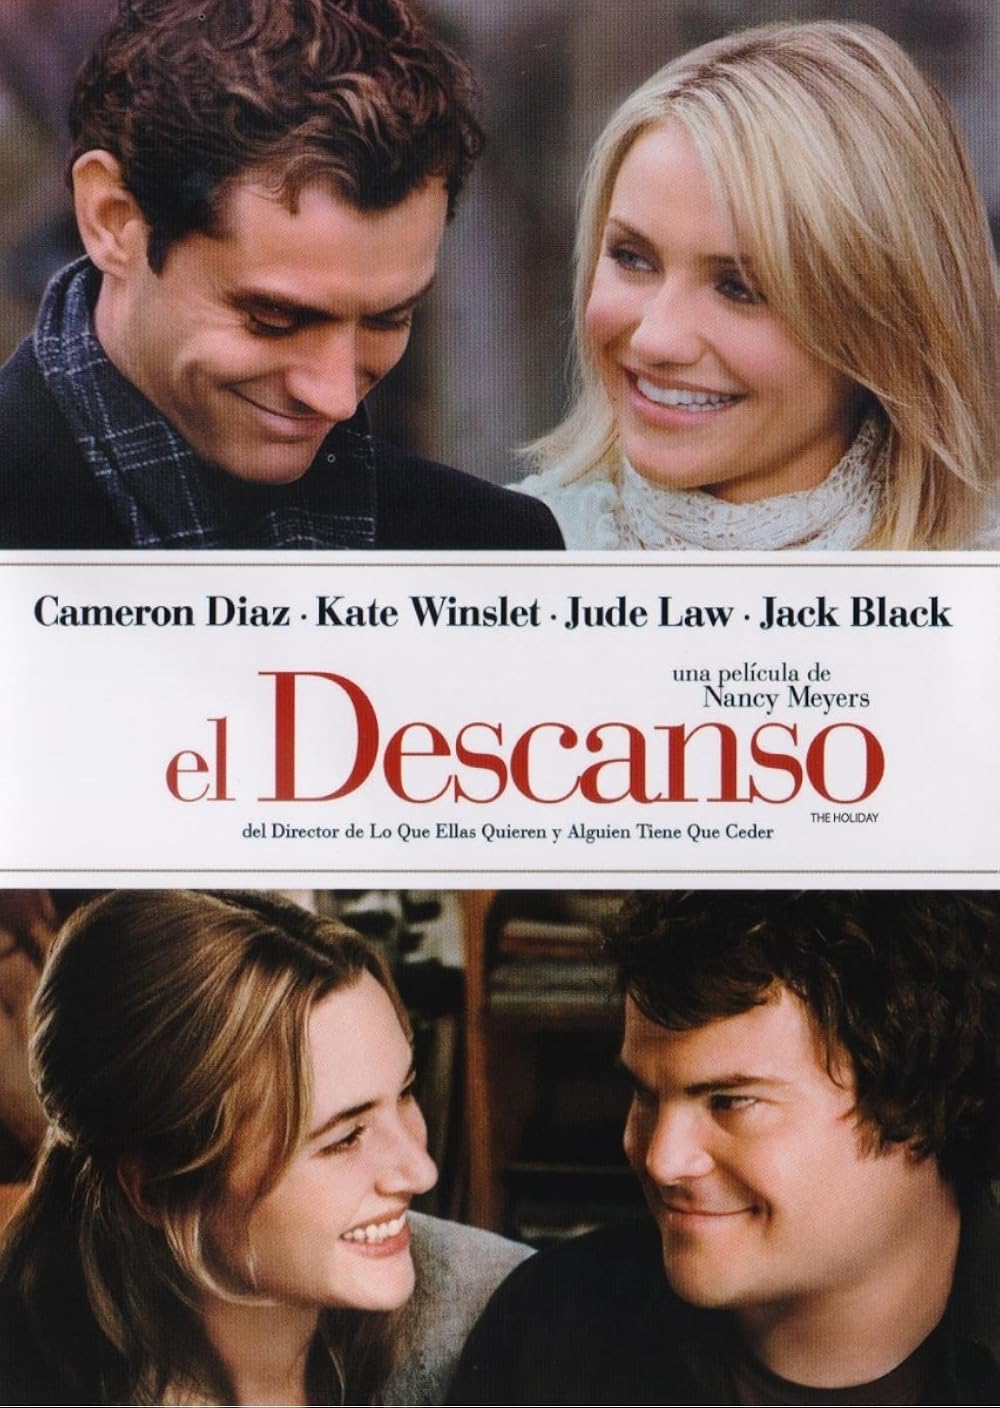 Cameron Diaz · Kate Winslet · Jude Law · Jack Black
una película de
Nancy Meyers
el Descanso
THE HOLIDAY
del Director de Lo Que Ellas Quieren y Alguien Tiene Que Ceder